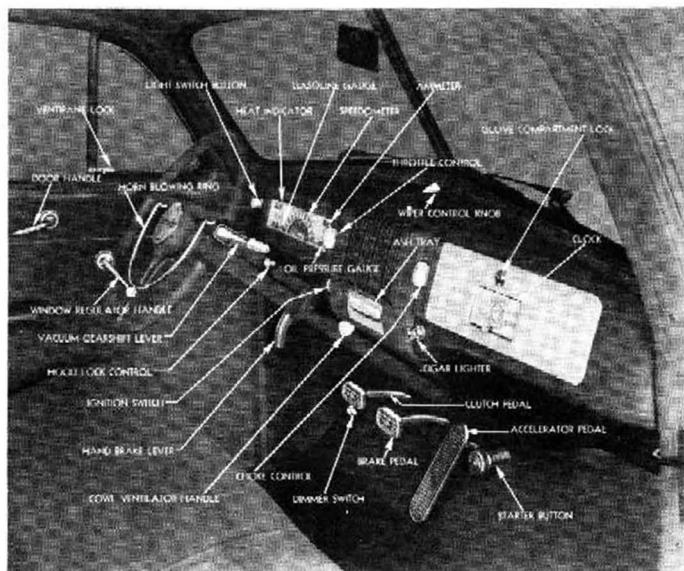 LIGHT SWITCH BUTTON
GASOLINE GAUGE
AMMETER
VENTIPANE LOCK
HEAT INDICATOR
SPEEDOMETER
GLOVE COMPARTMENT LOCK
THROTTLE CONTROL
DOOR HANDLE
HORN BLOWING RING
WIPER CONTROL KNOB
ASH TRAY
CLOCK
OIL PRESSURE GAUGE
WINDOW REGULATOR HANDLE
VACUUM GEARSHIFT LEVER
HOOD LOCK CONTROL
CIGAR LIGHTER
IGNITION SWITCH
CLUTCH PEDAL
ACCELERATOR PEDAL
HAND BRAKE LEVER
BRAKE PEDAL
CHOKE CONTROL
COWL VENTILATOR HANDLE
DIMMER SWITCH
STARTER BUTTON